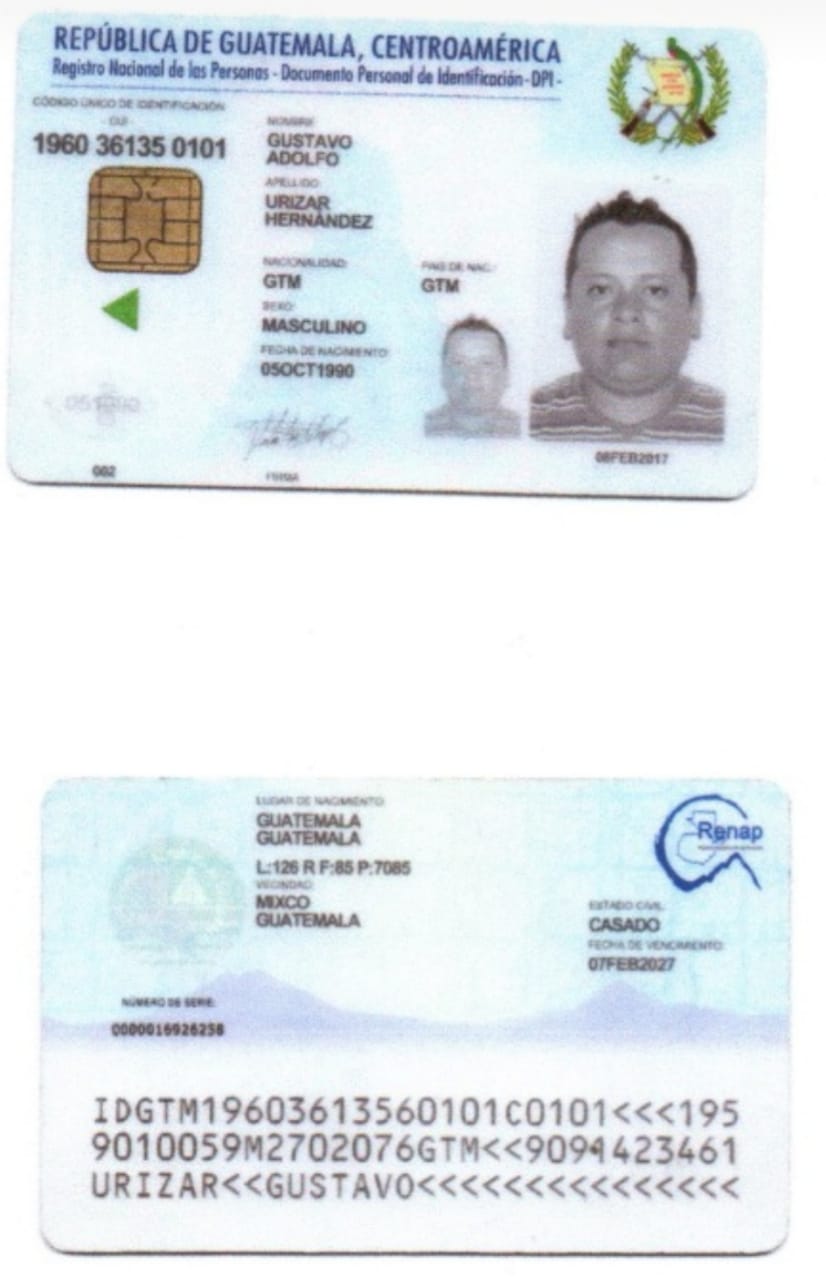 REPÚBLICA DE GUATEMALA, CENTROAMÉRICA
Registro Nacional de las Personas - Documento Personal de Identificación - DPI -
CÓDIGO ÚNICO DE IDENTIFICACIÓN
- CUI -
1960 36135 0101
NOMBRE:
GUSTAVO
ADOLFO
APELLIDO:
URIZAR
HERNÁNDEZ
NACIONALIDAD:
GTM
PAIS DE NAC.:
GTM
SEXO:
MASCULINO
FECHA DE NACIMIENTO:
05OCT1990
08FEB2017
002
FIRMA
LUGAR DE NACIMIENTO:
GUATEMALA
GUATEMALA
L:126 R F:85 P:7085
VECINDAD:
MIXCO
GUATEMALA
Renap
ESTADO CIVIL:
CASADO
FECHA DE VENCIMIENTO:
07FEB2027
NÚMERO DE SERIE:
0000016926238
IDGTM19603613560101C0101<<<195
9010059M2702076GTM<<9091423461
URIZAR<<GUSTAVO<<<<<<<<<<<<<<<